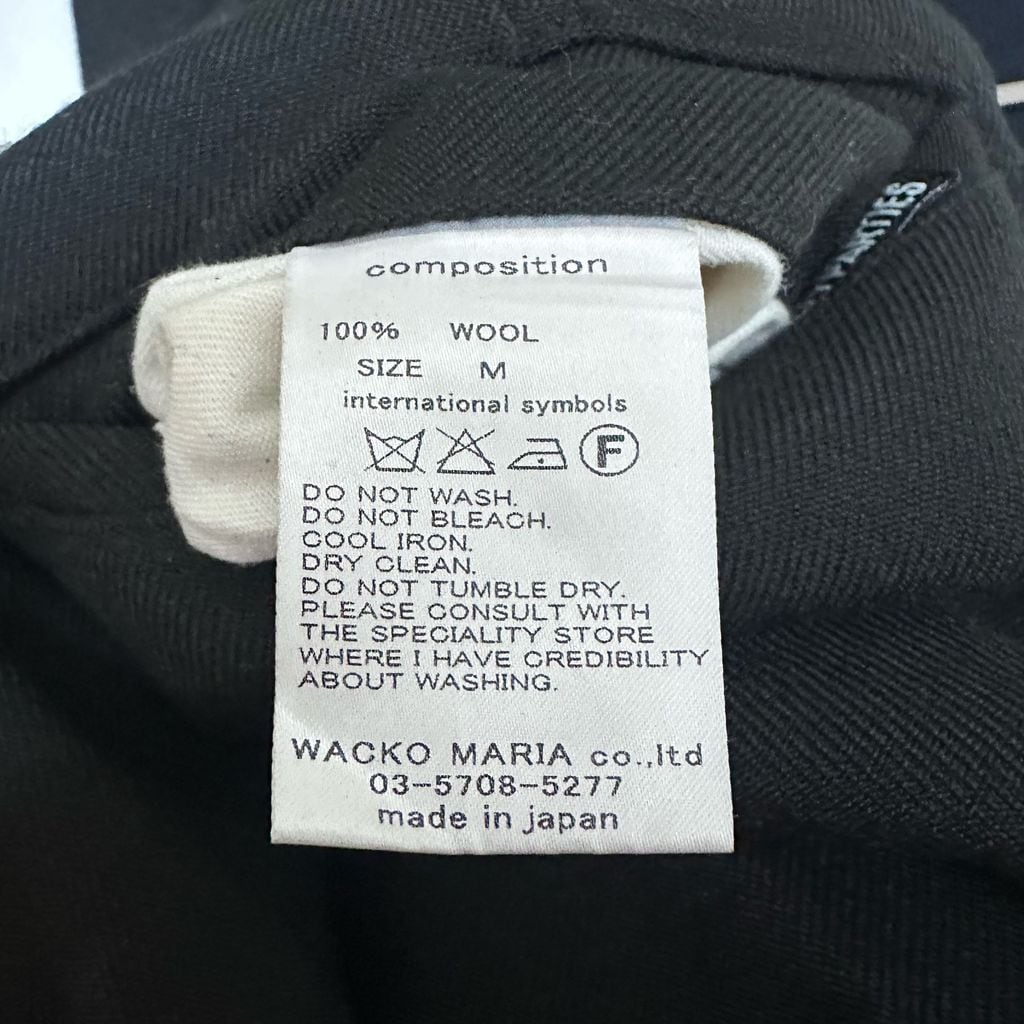 composition
100% WOOL
SIZE M
international symbols
F
DO NOT WASH.
DO NOT BLEACH.
COOL IRON.
DRY CLEAN.
DO NOT TUMBLE DRY.
PLEASE CONSULT WITH
THE SPECIALITY STORE
WHERE I HAVE CREDIBILITY
ABOUT WASHING.
WACKO MARIA co.,ltd
03-5708-5277
made in japan